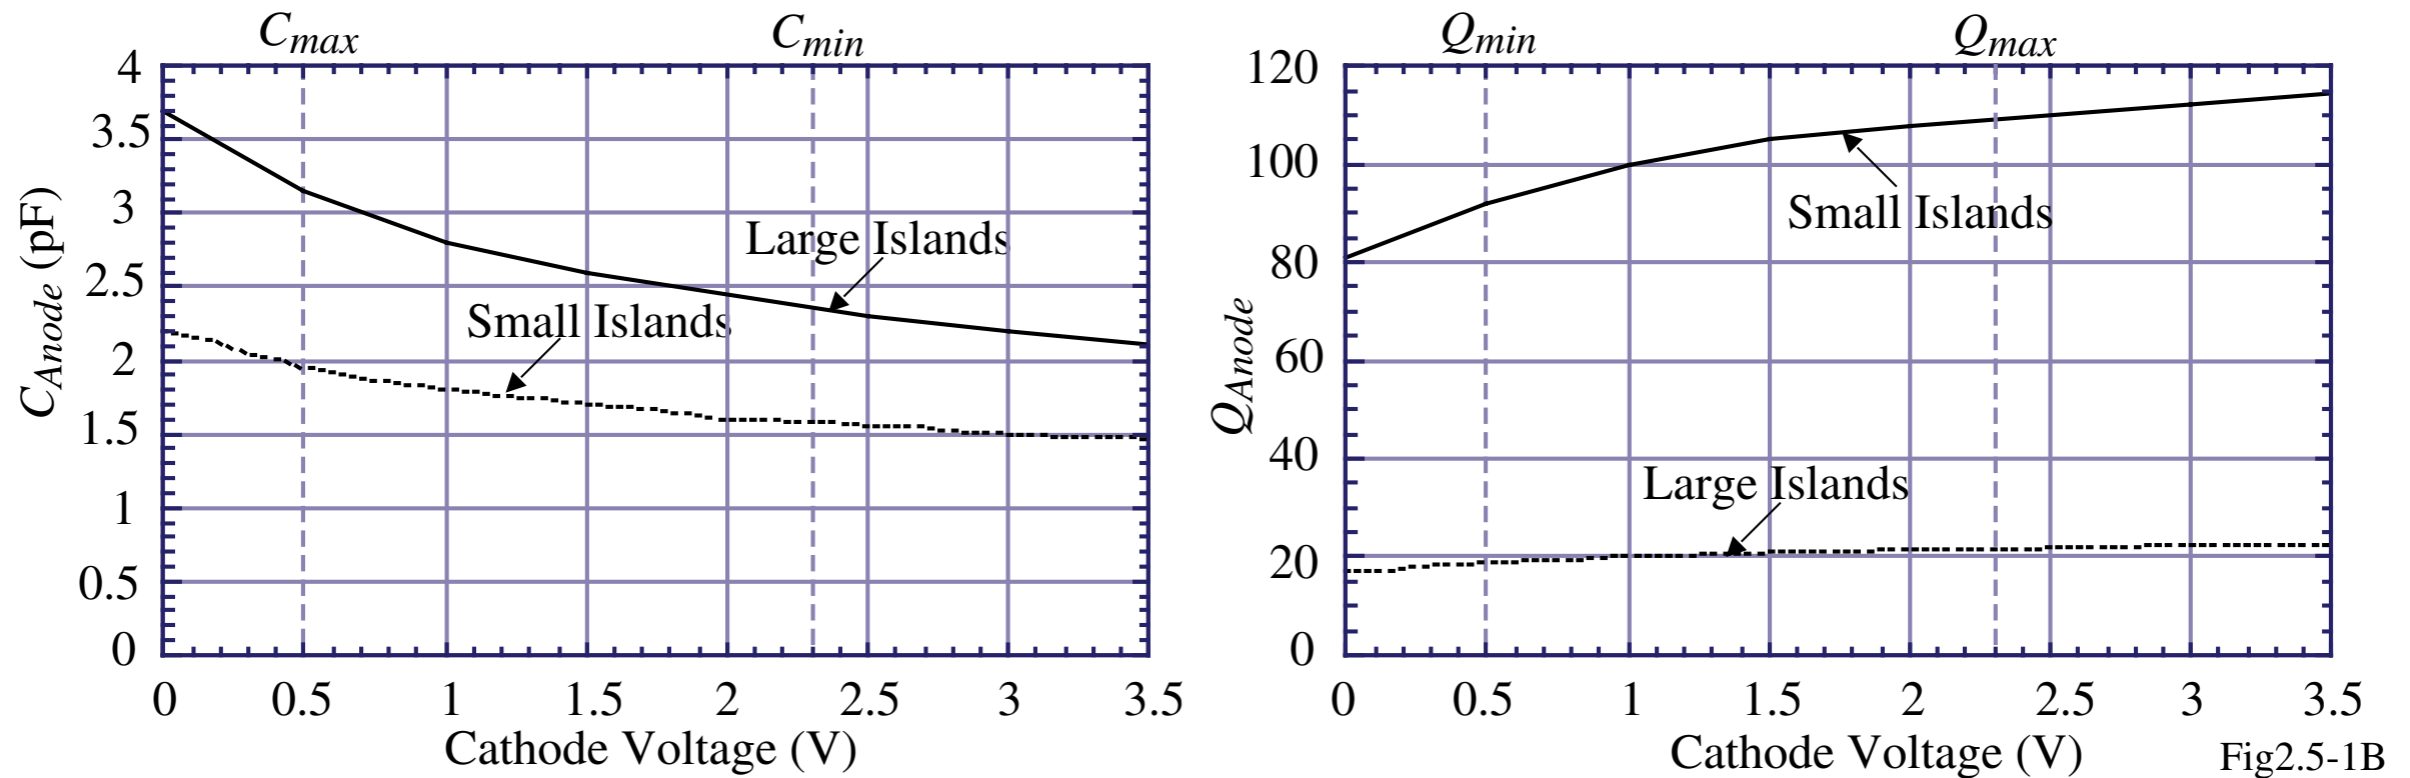 Cmax
Cmin
4
3.5
3
2.5
2
1.5
1
0.5
0
CAnode (pF)
Large Islands
Small Islands
0 0.5 1 1.5 2 2.5 3 3.5
Cathode Voltage (V)
Qmin
Qmax
120
100
80
60
40
20
0
QAnode
Small Islands
Large Islands
0 0.5 1 1.5 2 2.5 3 3.5
Cathode Voltage (V)
Fig2.5-1B